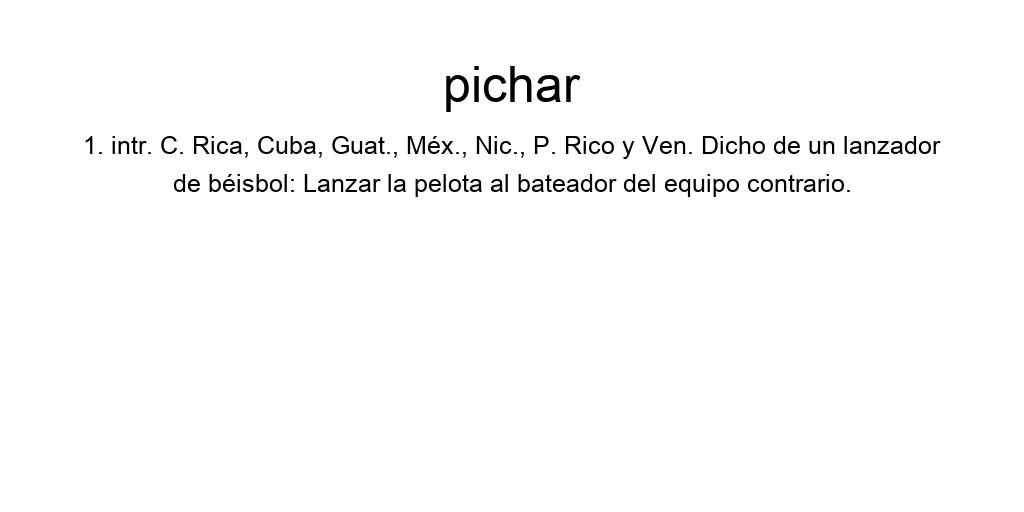 pichar
1. intr. C. Rica, Cuba, Guat., Méx., Nic., P. Rico y Ven. Dicho de un lanzador
de béisbol: Lanzar la pelota al bateador del equipo contrario.